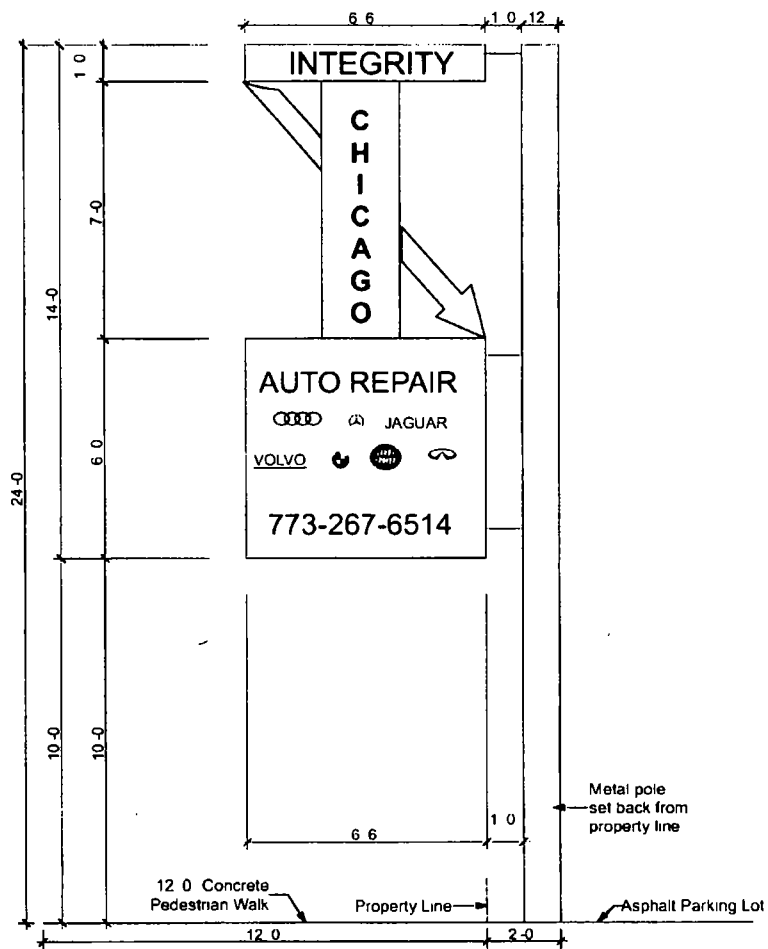 6 6
1 0
12
1 0
INTEGRITY
C
H
I
C
A
G
O
7-0
14-0
24-0
AUTO REPAIR
JAGUAR
VOLVO
6 0
773-267-6514
10-0
10-0
Metal pole
set back from
property line
1 0
6 6
12 0 Concrete
Pedestrian Walk
Property Line
Asphalt Parking Lot
12 0
2-0